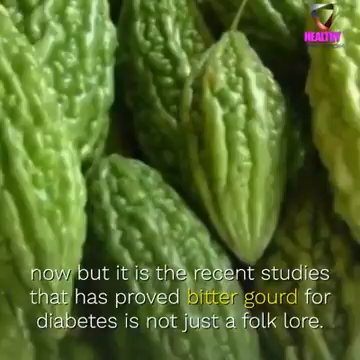 HEALTHY
now but it is the recent studies
that has proved bitter gourd for
diabetes is not just a folk lore.